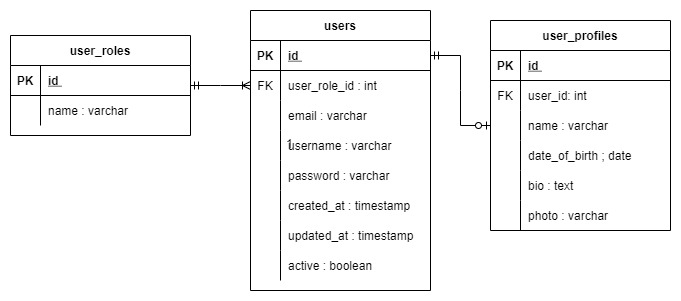 user_roles
PK id
name : varchar
users
PK id
FK user_role_id : int
email : varchar
username : varchar
password : varchar
created_at : timestamp
updated_at : timestamp
active : boolean
user_profiles
PK id
FK user_id: int
name : varchar
date_of_birth ; date
bio : text
photo : varchar